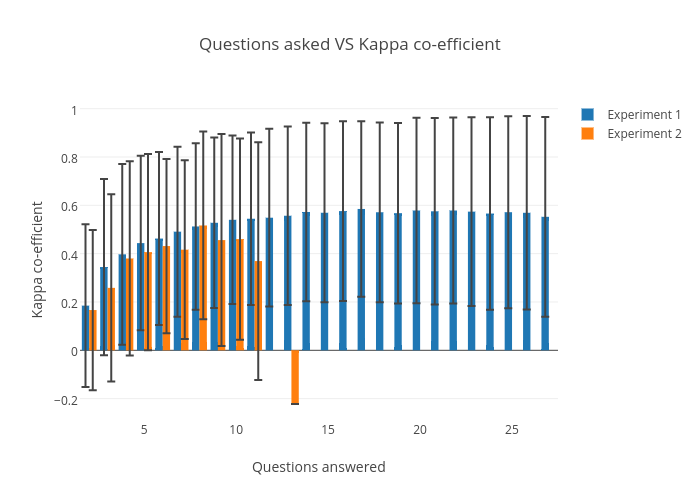 Questions asked VS Kappa co-efficient
Experiment 1
Experiment 2
Kappa co-efficient
1
0.8
0.6
0.4
0.2
0
−0.2
5
10
15
20
25
Questions answered